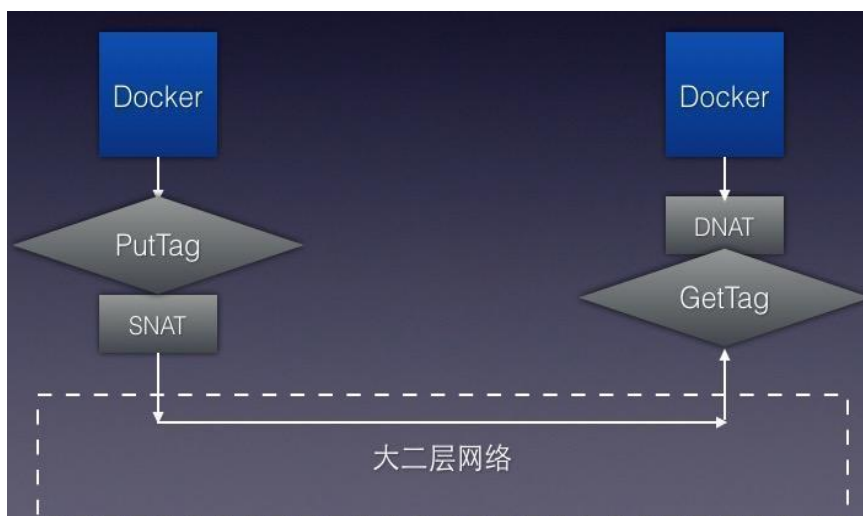 Docker
Docker
PutTag
DNAT
SNAT
GetTag
大二层网络